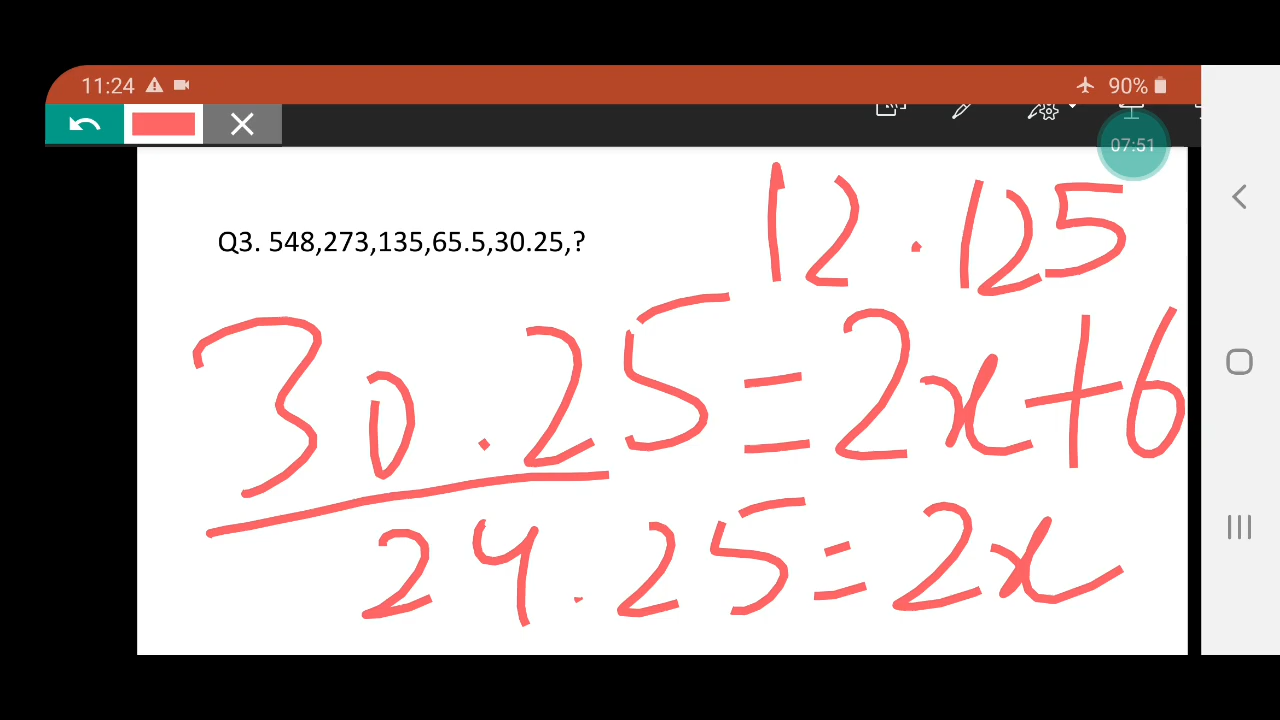 11:24
90%
07:51
12.125
Q3. 548,273,135,65.5,30.25,?
30.25=2x+6
24.25=2x